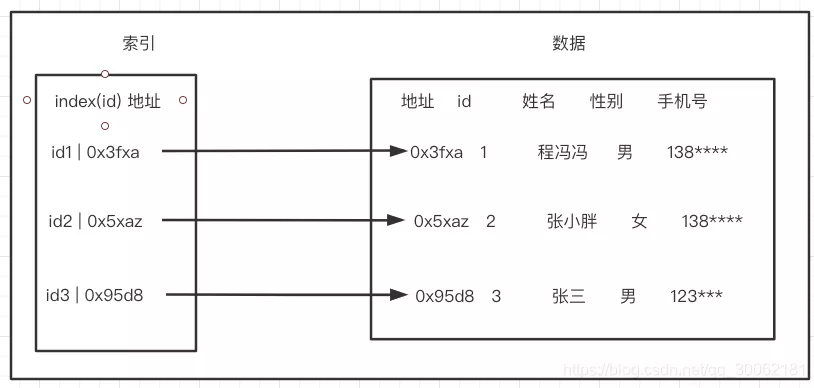 索引 数据
index(id) 地址 地址 id 姓名 性别 手机号
id1 | 0x3fxa 0x3fxa 1 程冯冯 男 138****
id2 | 0x5xaz 0x5xaz 2 张小胖 女 138****
id3 | 0x95d8 0x95d8 3 张三 男 123***
https://blog.csdn.net/qq_30062181